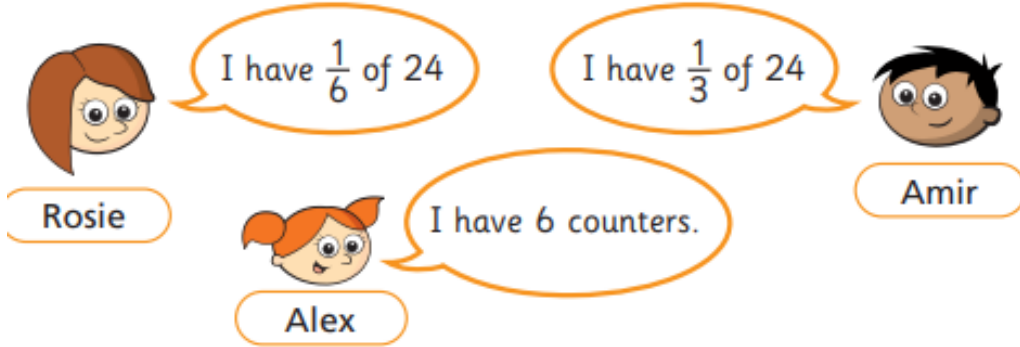 I have 1/6 of 24
I have 1/3 of 24
Rosie
Amir
I have 6 counters.
Alex